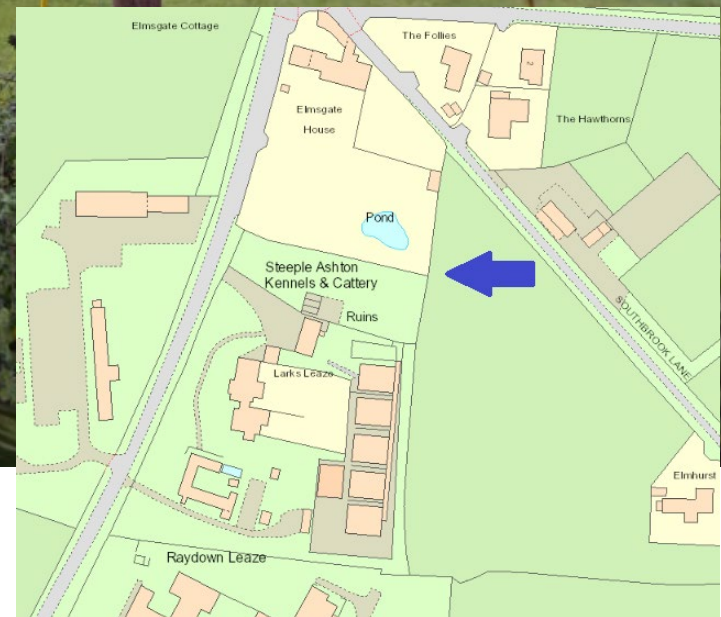 Elmsgate Cottage
The Follies
Elmsgate
House
2
The Hawthorns
Pond
Steeple Ashton
Kennels & Cattery
Ruins
SOUTHBROOK LANE
Larks Leaze
Elmhurst
Raydown Leaze